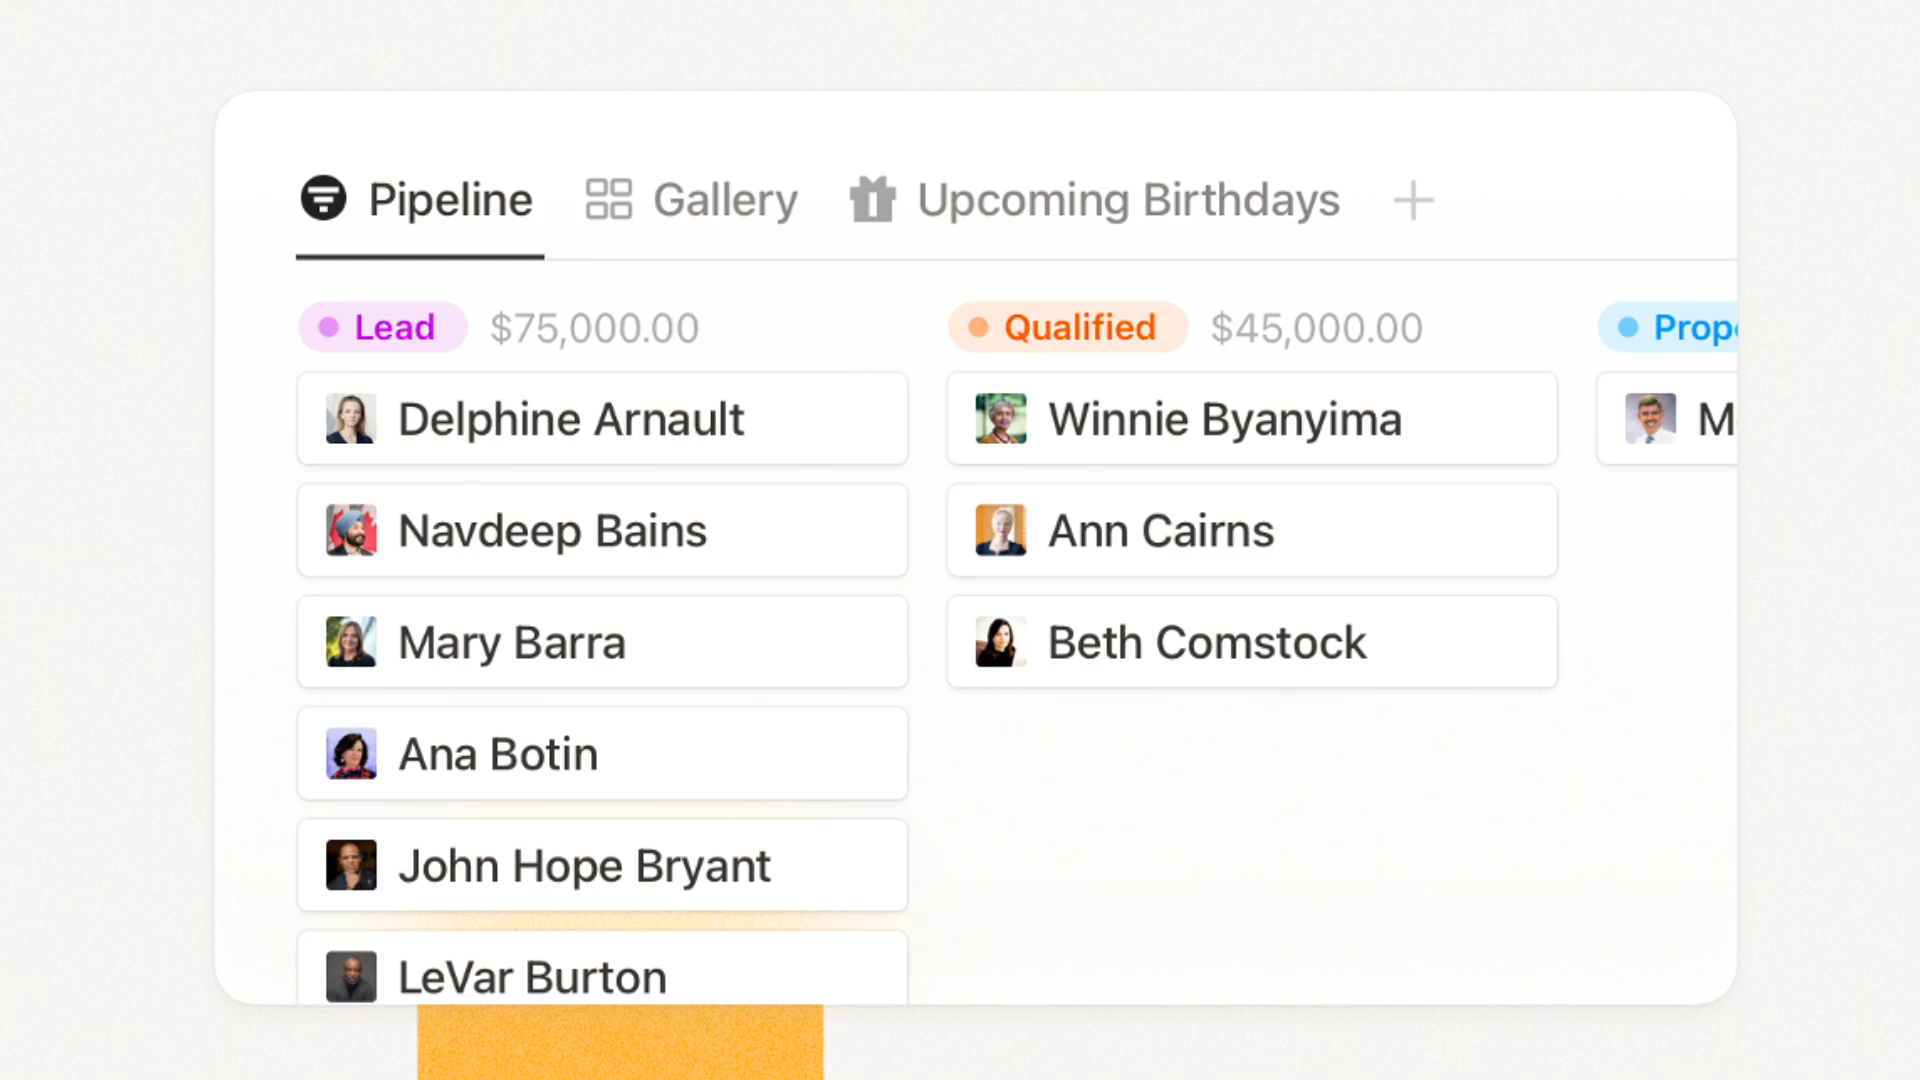 Pipeline Gallery Upcoming Birthdays
Lead $75,000.00
Delphine Arnault
Navdeep Bains
Mary Barra
Ana Botin
John Hope Bryant
LeVar Burton
Qualified $45,000.00
Winnie Byanyima
Ann Cairns
Beth Comstock